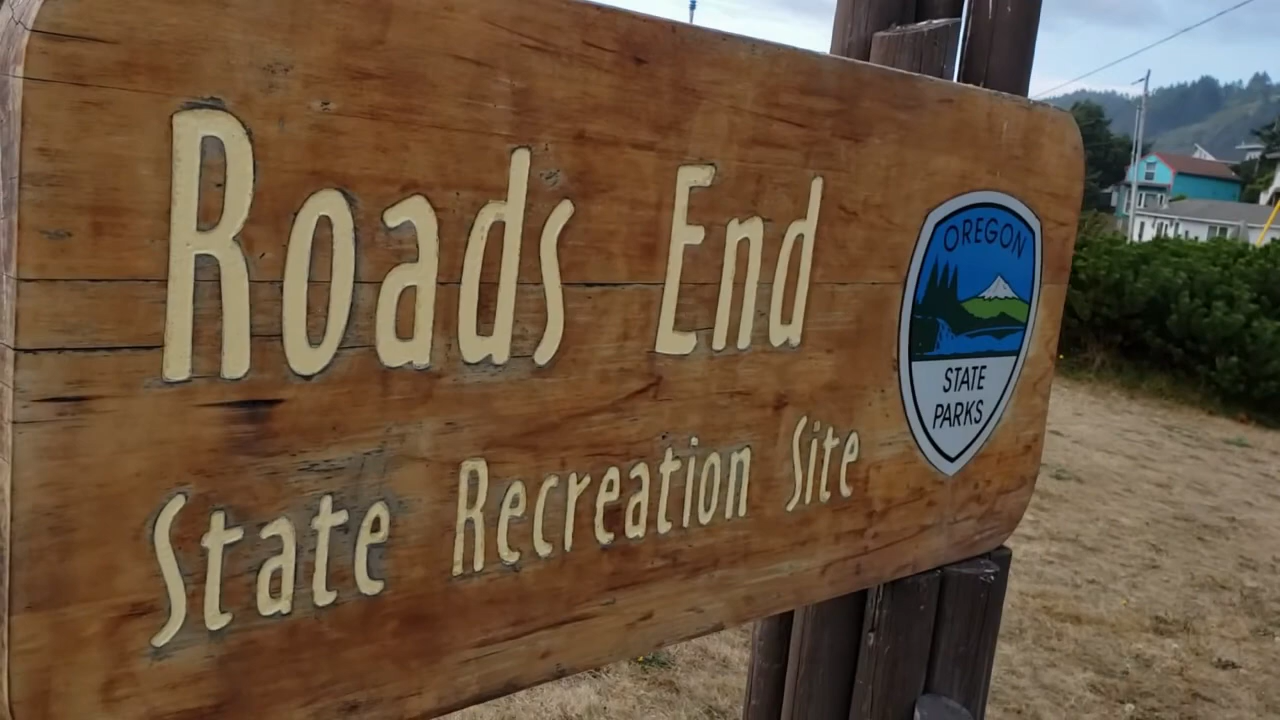 Roads End
State Recreation Site
OREGON
STATE
PARKS